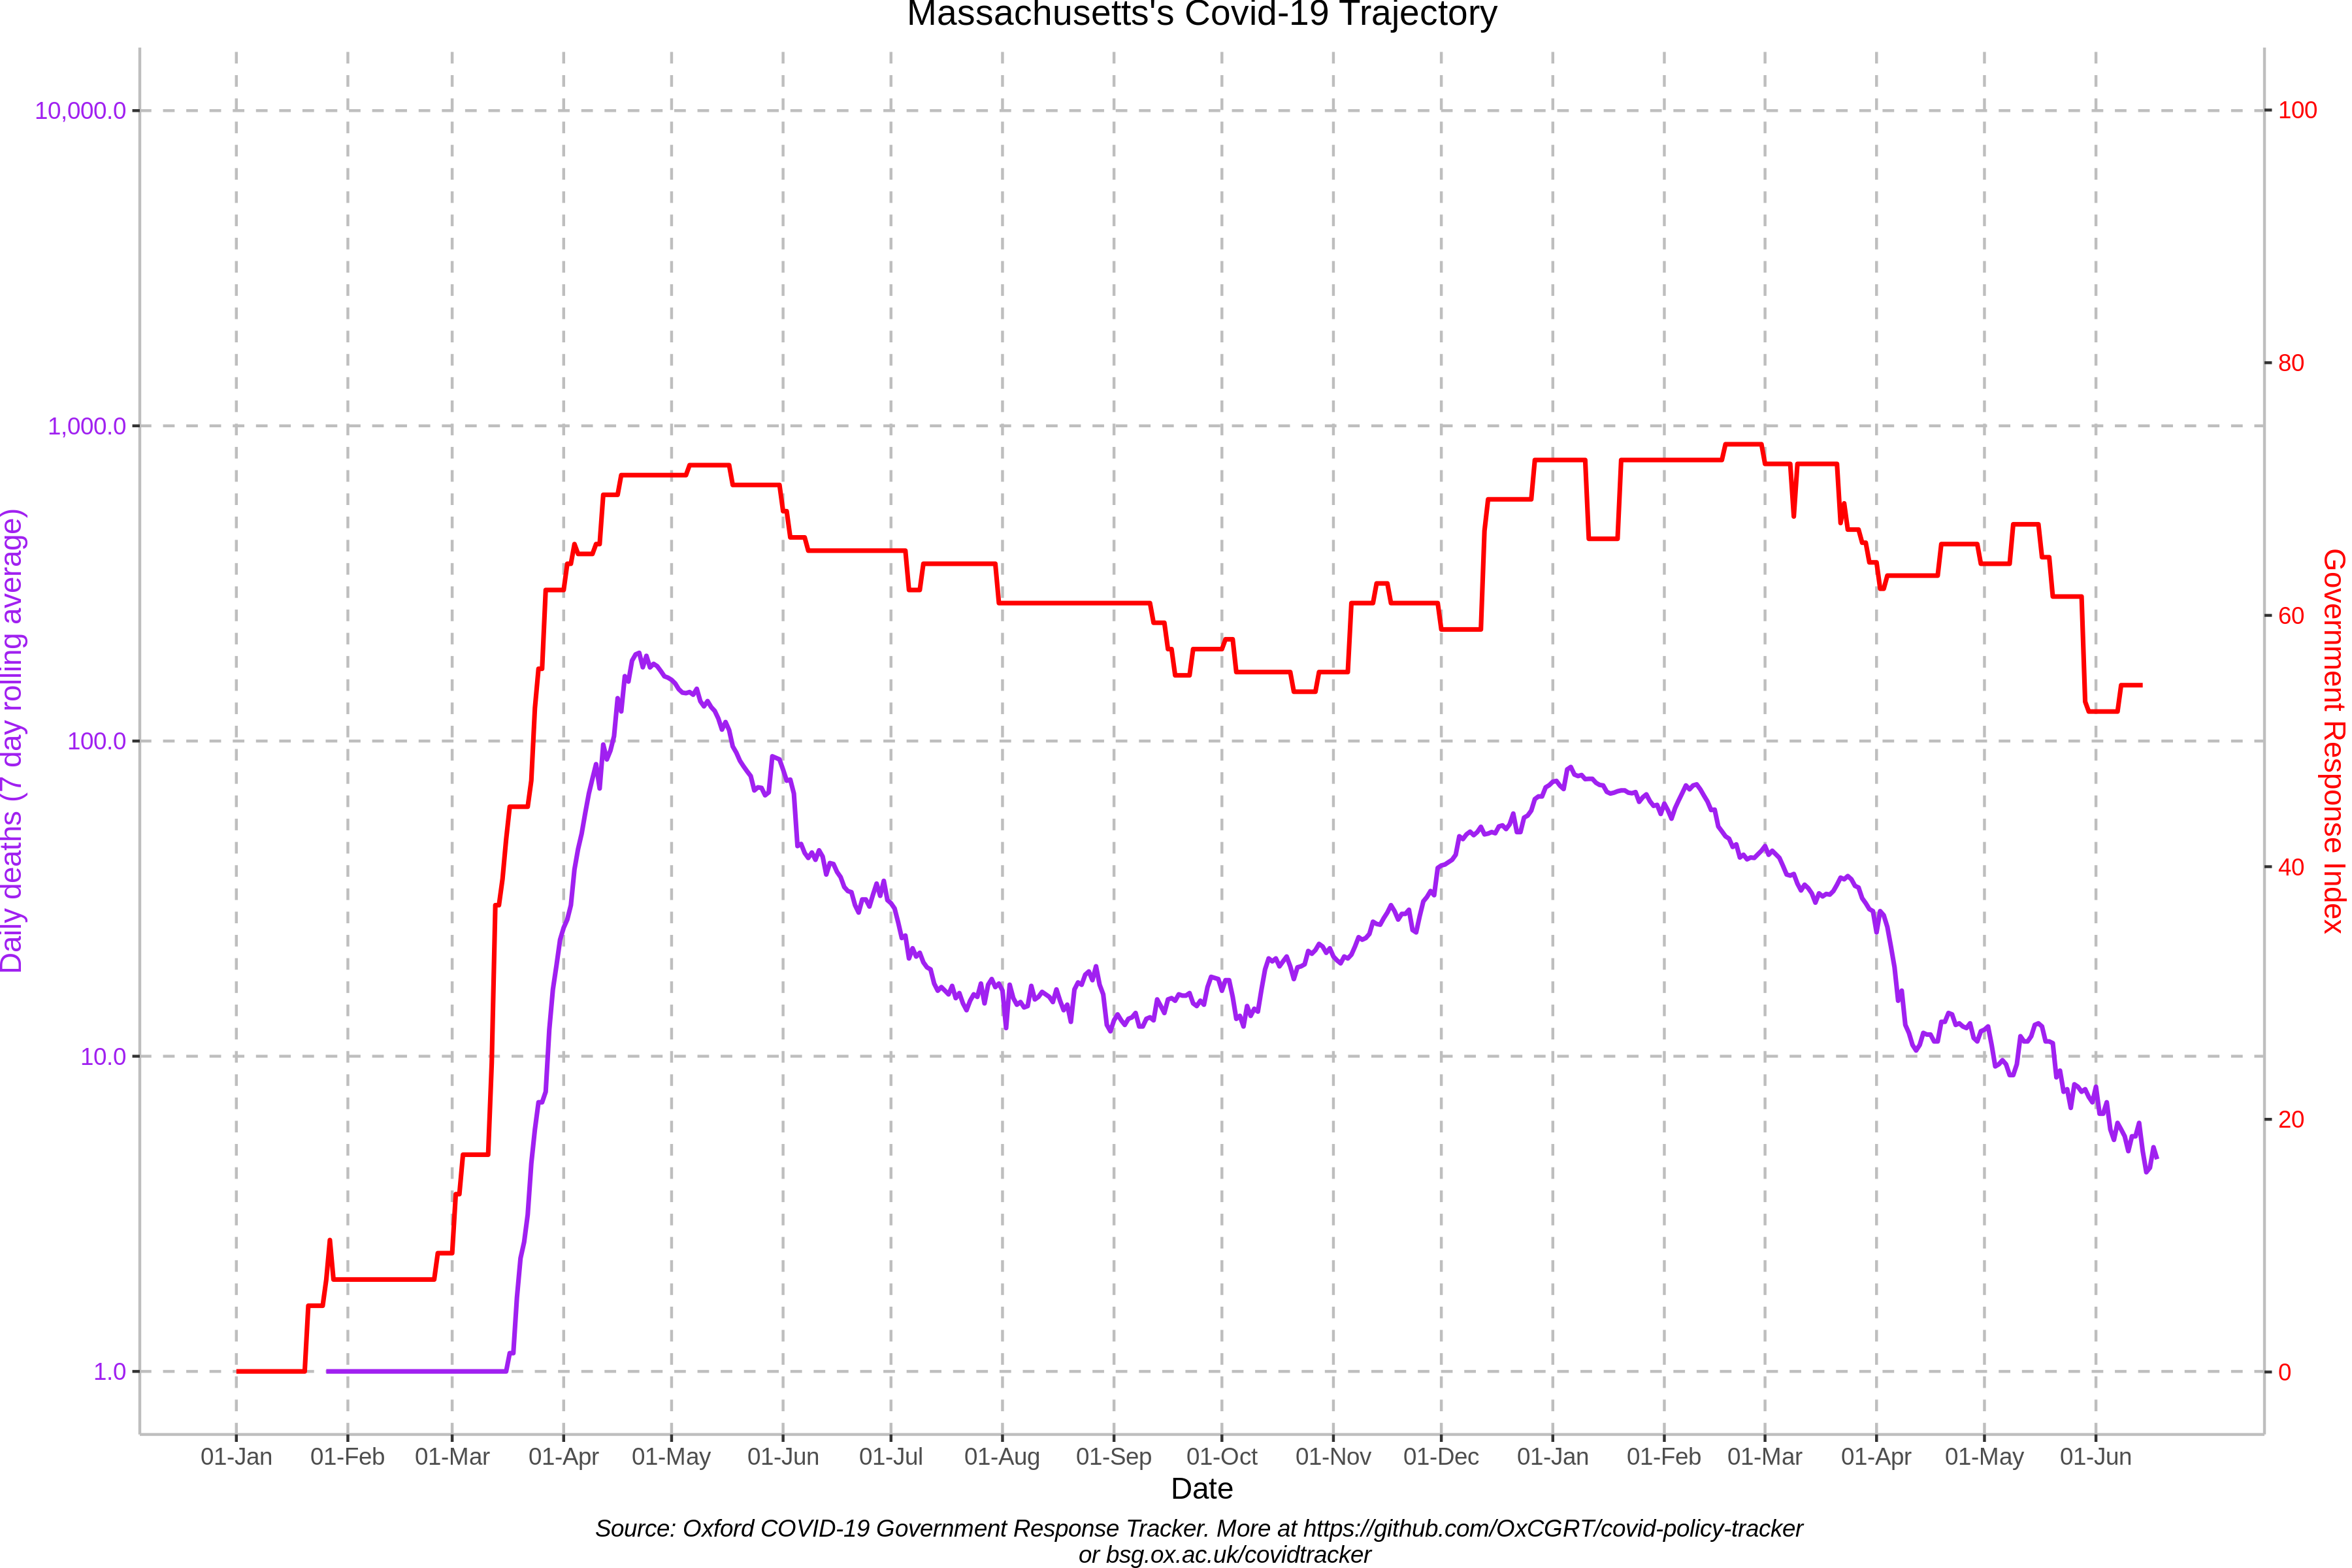 Massachusetts's Covid-19 Trajectory
10,000.0
1,000.0
100.0
10.0
1.0
Daily deaths (7 day rolling average)
100
80
60
40
20
0
Government Response Index
01-Jan 01-Feb 01-Mar 01-Apr 01-May 01-Jun 01-Jul 01-Aug 01-Sep 01-Oct 01-Nov 01-Dec 01-Jan 01-Feb 01-Mar 01-Apr 01-May 01-Jun
Date
Source: Oxford COVID-19 Government Response Tracker. More at https://github.com/OxCGRT/covid-policy-tracker
or bsg.ox.ac.uk/covidtracker